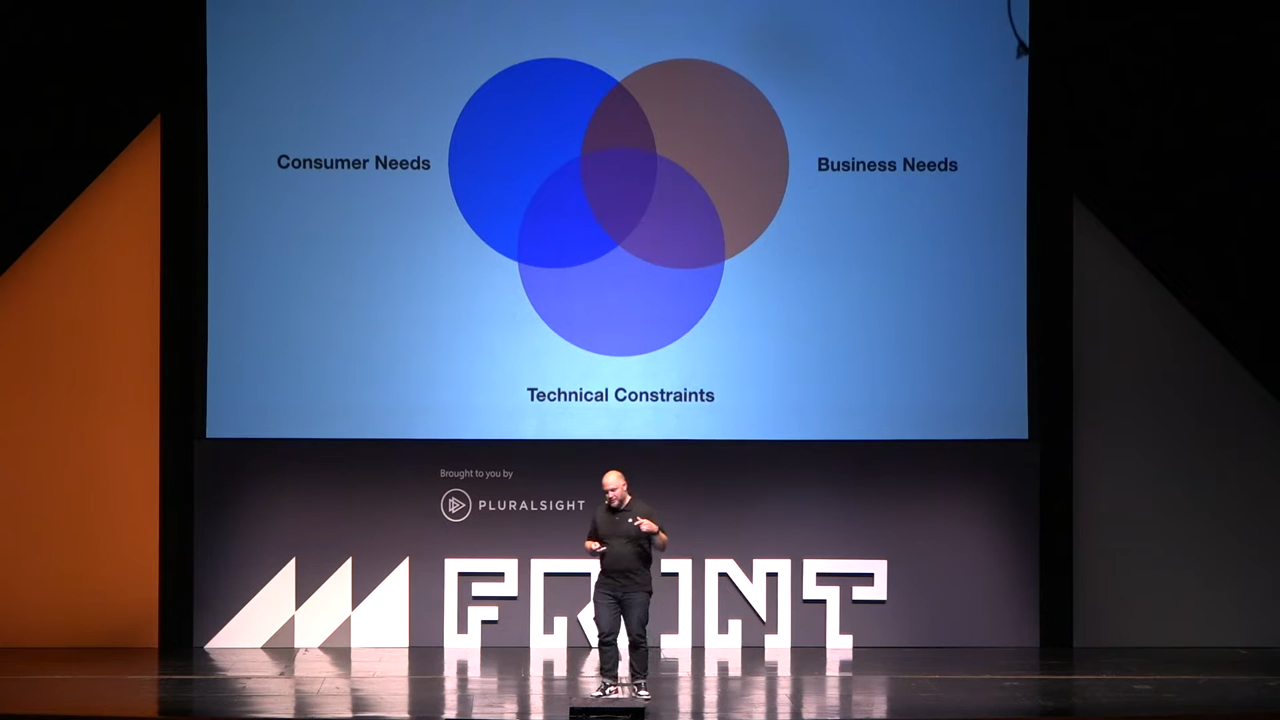 Consumer Needs
Business Needs
Technical Constraints
Brought to you by
PLURALSIGHT
FRONT